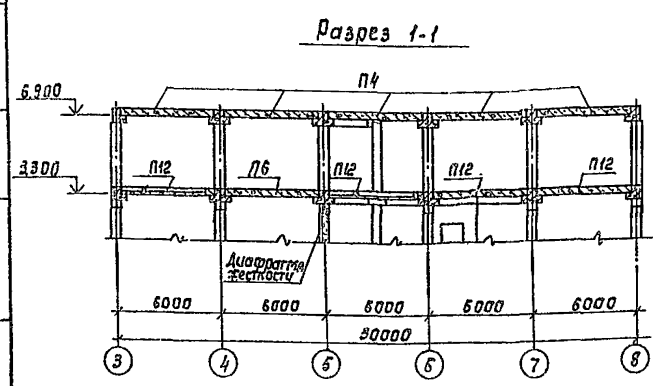 Разрез 1-1
П4
6.900
3.300
П12 П6 П12 П12 П12
Диафрагма
жесткости
6000 6000 6000 6000 6000
30000
3 4 5 6 7 8